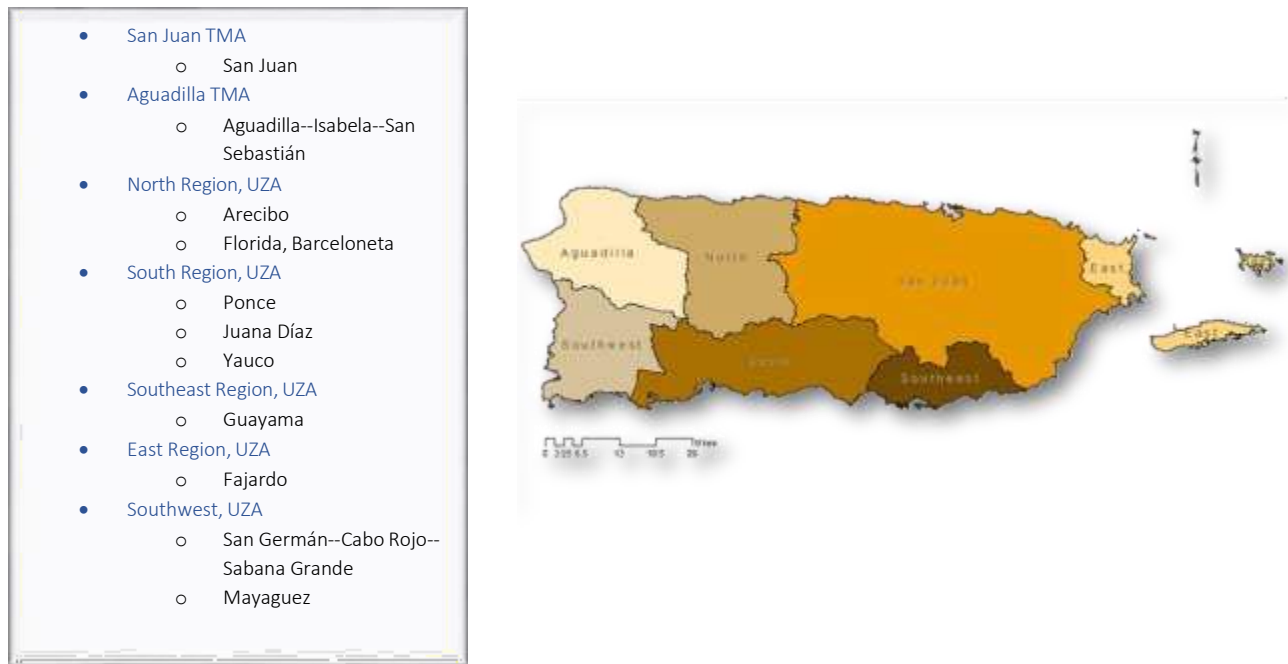 • San Juan TMA
o San Juan
• Aguadilla TMA
o Aguadilla--Isabela--San
Sebastián
• North Region, UZA
o Arecibo
o Florida, Barceloneta
• South Region, UZA
o Ponce
o Juana Díaz
o Yauco
• Southeast Region, UZA
o Guayama
• East Region, UZA
o Fajardo
• Southwest, UZA
o San Germán--Cabo Rojo--
Sabana Grande
o Mayaguez
Aguadilla
North
San Juan
East
East
Southwest
South
Southeast